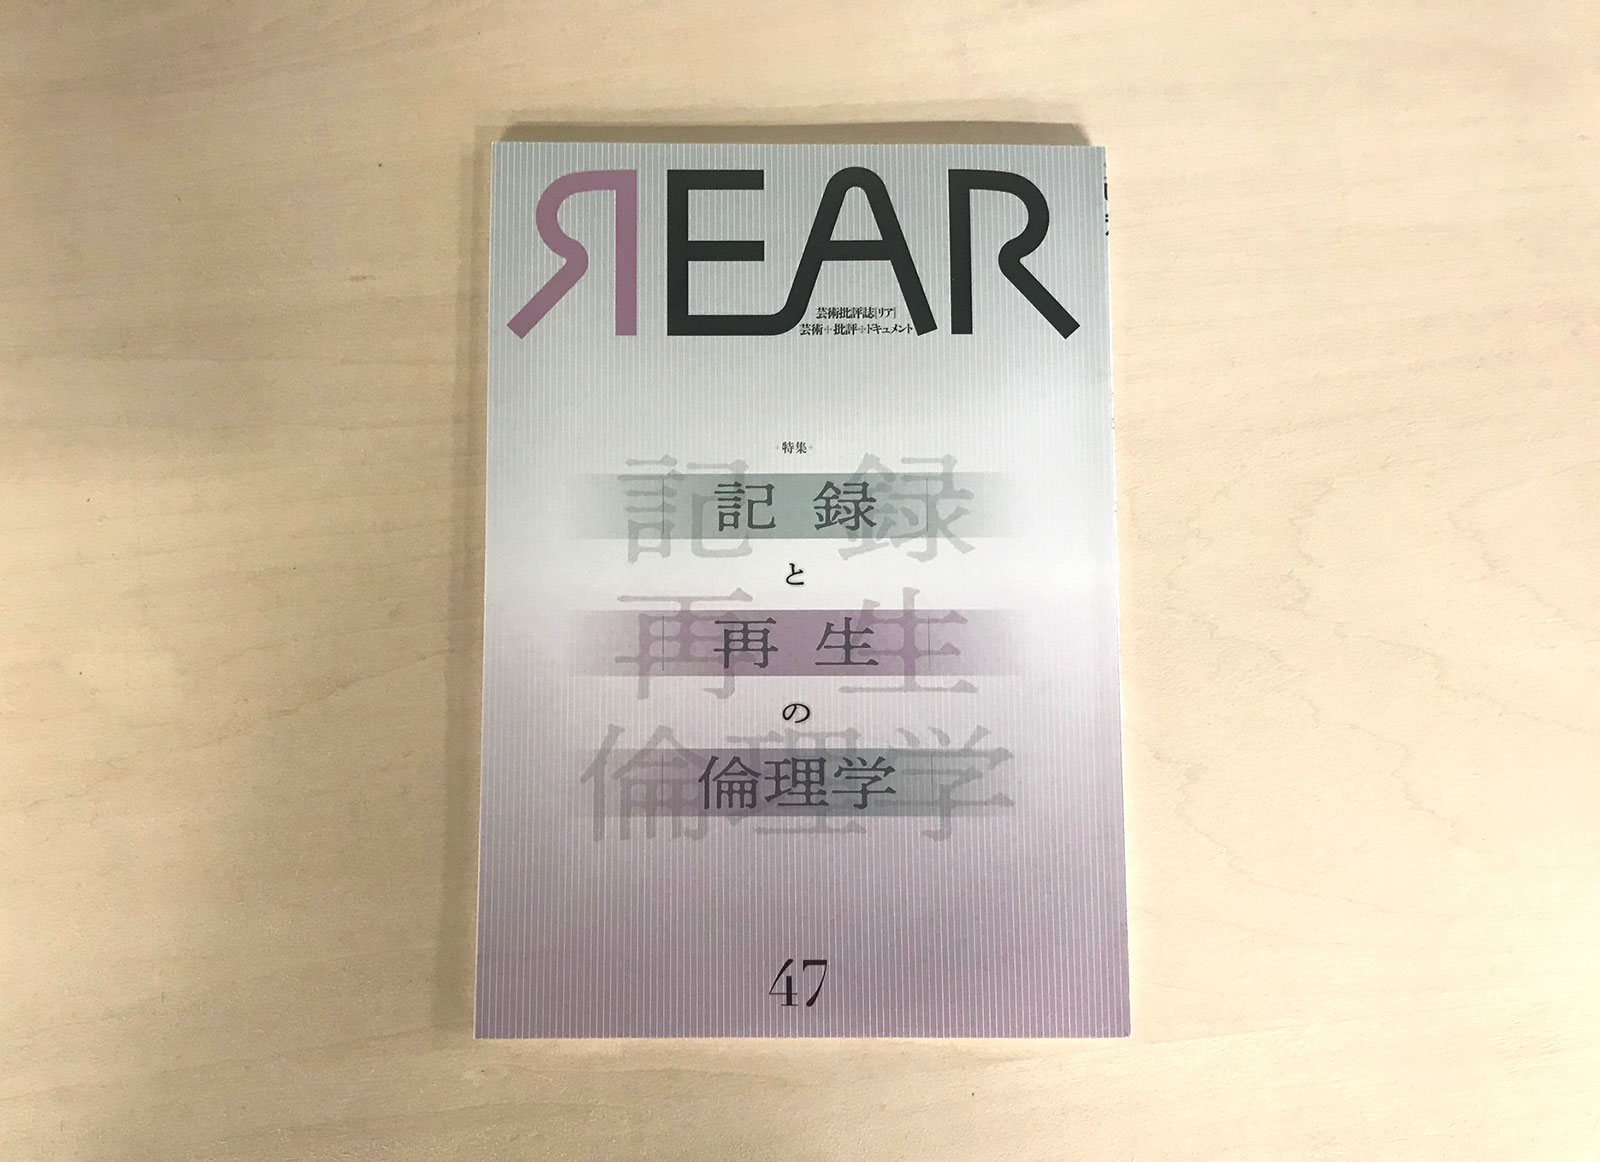 ЯEAR
芸術批評誌[リア]
芸術+批評+ドキュメント
特集
記録
と
再生
の
倫理学
47